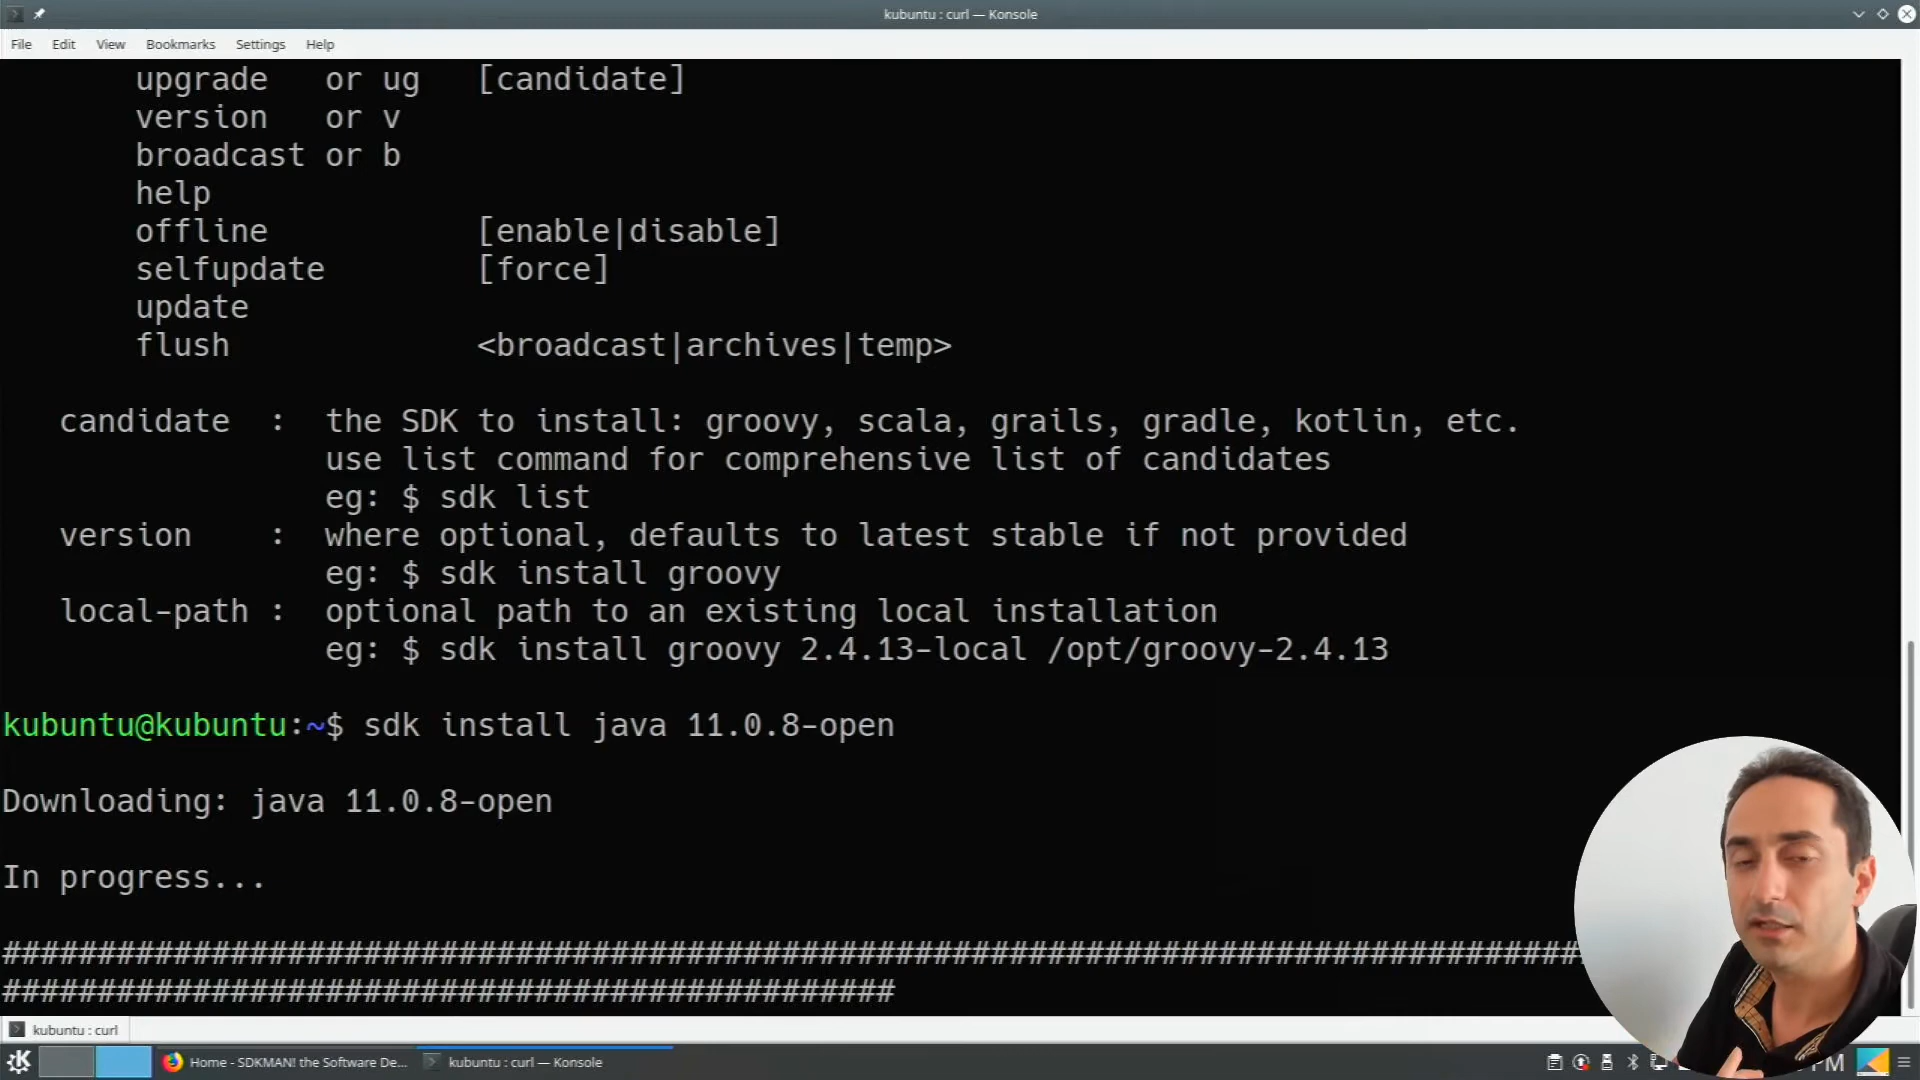 kubuntu : curl — Konsole
File Edit View Bookmarks Settings Help
upgrade or ug [candidate]
version or v
broadcast or b
help
offline [enable|disable]
selfupdate [force]
update
flush <broadcast|archives|temp>
candidate : the SDK to install: groovy, scala, grails, gradle, kotlin, etc.
use list command for comprehensive list of candidates
eg: $ sdk list
version : where optional, defaults to latest stable if not provided
eg: $ sdk install groovy
local-path : optional path to an existing local installation
eg: $ sdk install groovy 2.4.13-local /opt/groovy-2.4.13
kubuntu@kubuntu:~$ sdk install java 11.0.8-open
Downloading: java 11.0.8-open
In progress...
###################################################################################
###############################################
kubuntu : curl
Home - SDKMAN! the Software De... kubuntu : curl — Konsole PM